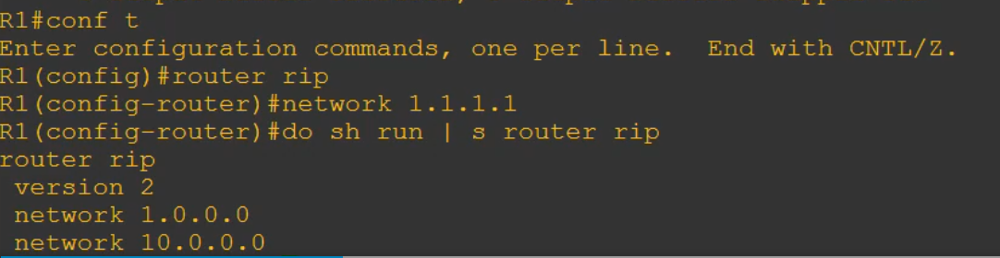 R1#conf t
Enter configuration commands, one per line.  End with CNTL/Z.
R1(config)#router rip
R1(config-router)#network 1.1.1.1
R1(config-router)#do sh run | s router rip
router rip
 version 2
 network 1.0.0.0
 network 10.0.0.0